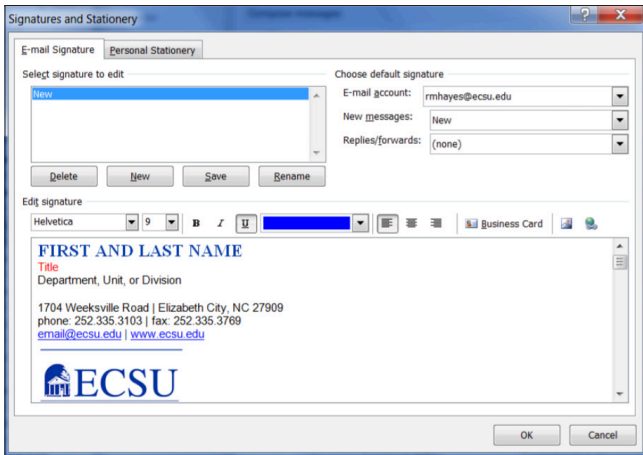 Signatures and Stationery
E-mail Signature
Personal Stationery
Select signature to edit
New
Delete
New
Save
Rename
Choose default signature
E-mail account: rmhayes@ecsu.edu
New messages: New
Replies/forwards: (none)
Edit signature
Helvetica 9 B I U Business Card
FIRST AND LAST NAME
Title
Department, Unit, or Division
1704 Weeksville Road | Elizabeth City, NC 27909
phone: 252.335.3103 | fax: 252.335.3769
email@ecsu.edu | www.ecsu.edu
ECSU
OK
Cancel